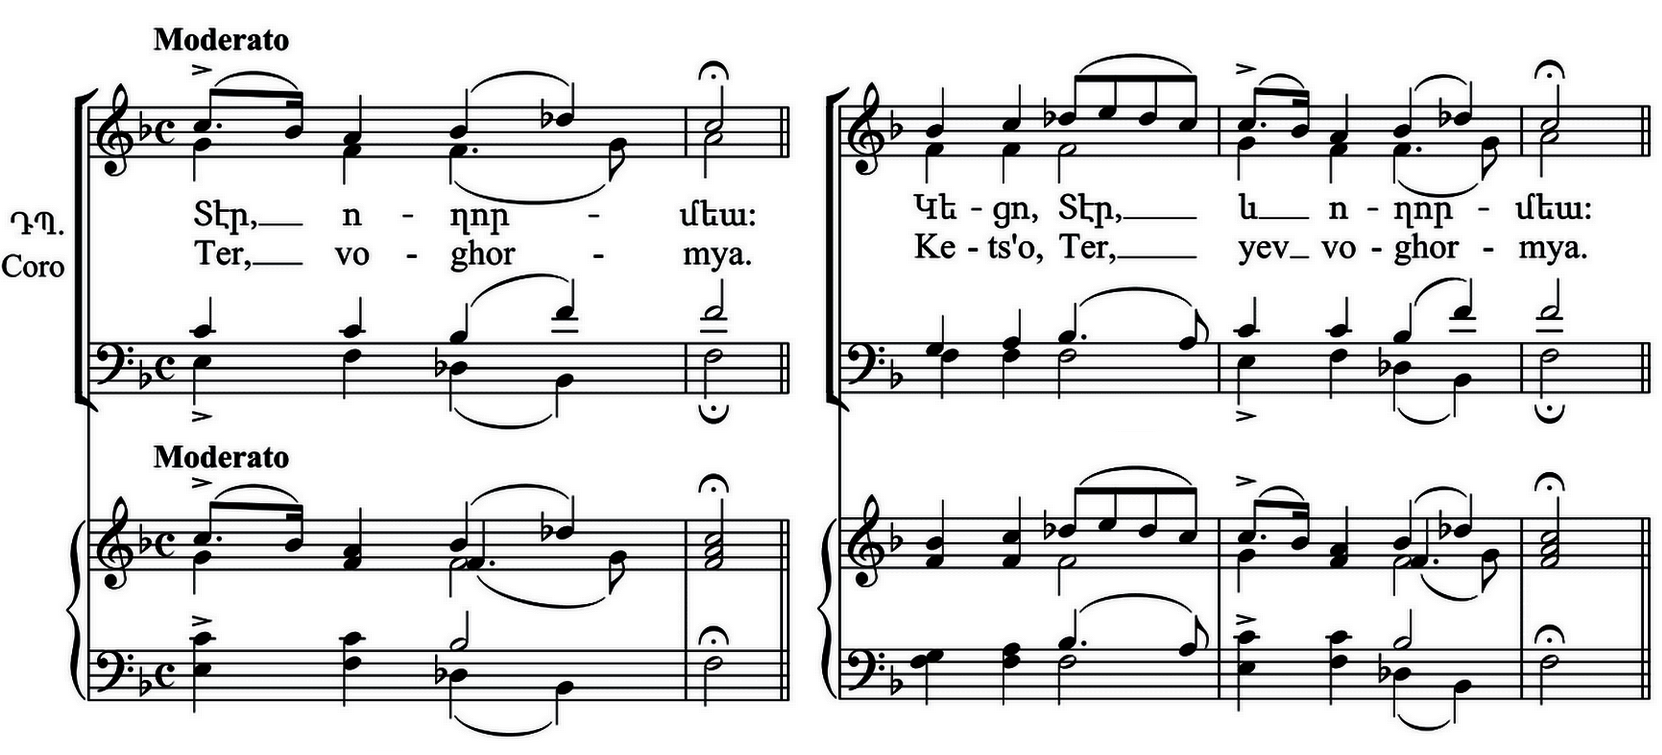 Moderato
ԴՊ.
Coro
Տէր,__ ո - ղոր - մեա:
Ter,__ vo - ghor - mya.
Կե - ցո, Տէր,__ և__ ո - ղոր - մեա:
Ke - ts'o, Ter,__ yev_ vo - ghor - mya.
Moderato